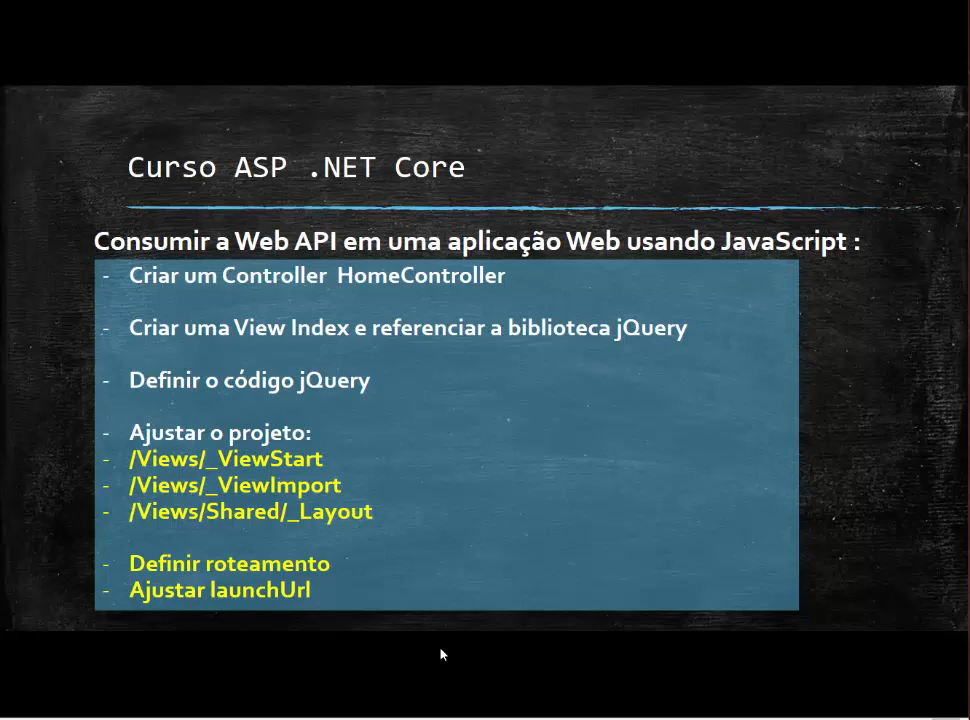 Curso ASP .NET Core
Consumir a Web API em uma aplicação Web usando JavaScript :
- Criar um Controller HomeController
- Criar uma View Index e referenciar a biblioteca jQuery
- Definir o código jQuery
- Ajustar o projeto:
- /Views/_ViewStart
- /Views/_ViewImport
- /Views/Shared/_Layout
- Definir roteamento
- Ajustar launchUrl